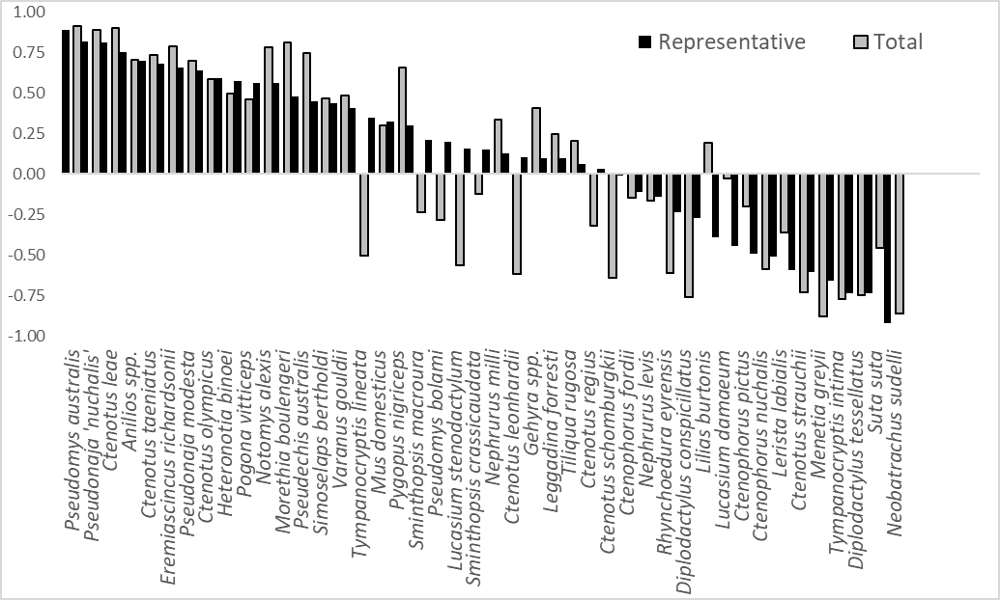 1.00
0.75
0.50
0.25
0.00
-0.25
-0.50
-0.75
-1.00
Representative
Total
Pseudomys australis
Pseudonaja 'nuchalis'
Ctenotus leae
Anilios spp.
Ctenotus taeniatus
Eremiascincus richardsonii
Pseudonaja modesta
Ctenotus olympicus
Heteronotia binoei
Pogona vitticeps
Notomys alexis
Morethia boulengeri
Pseudechis australis
Simoselaps bertholdi
Varanus gouldii
Tympanocryptis lineata
Mus domesticus
Pygopus nigriceps
Sminthopsis macroura
Pseudomys bolami
Lucasium stenodactylum
Sminthopsis crassicaudata
Nephrurus milli
Ctenotus leonhardii
Gehyra spp.
Leggadina forresti
Tiliqua rugosa
Ctenotus regius
Ctenotus schomburgkii
Ctenophorus fordii
Nephrurus levis
Rhynchoedura eyrensis
Diplodactylus conspicillatus
Lilias burtonis
Lucasium damaeum
Ctenophorus pictus
Ctenophorus nuchalis
Lerista labialis
Ctenotus strauchii
Menetia greyii
Tympanocryptis intima
Diplodactylus tessellatus
Suta suta
Neobatrachus sudelli